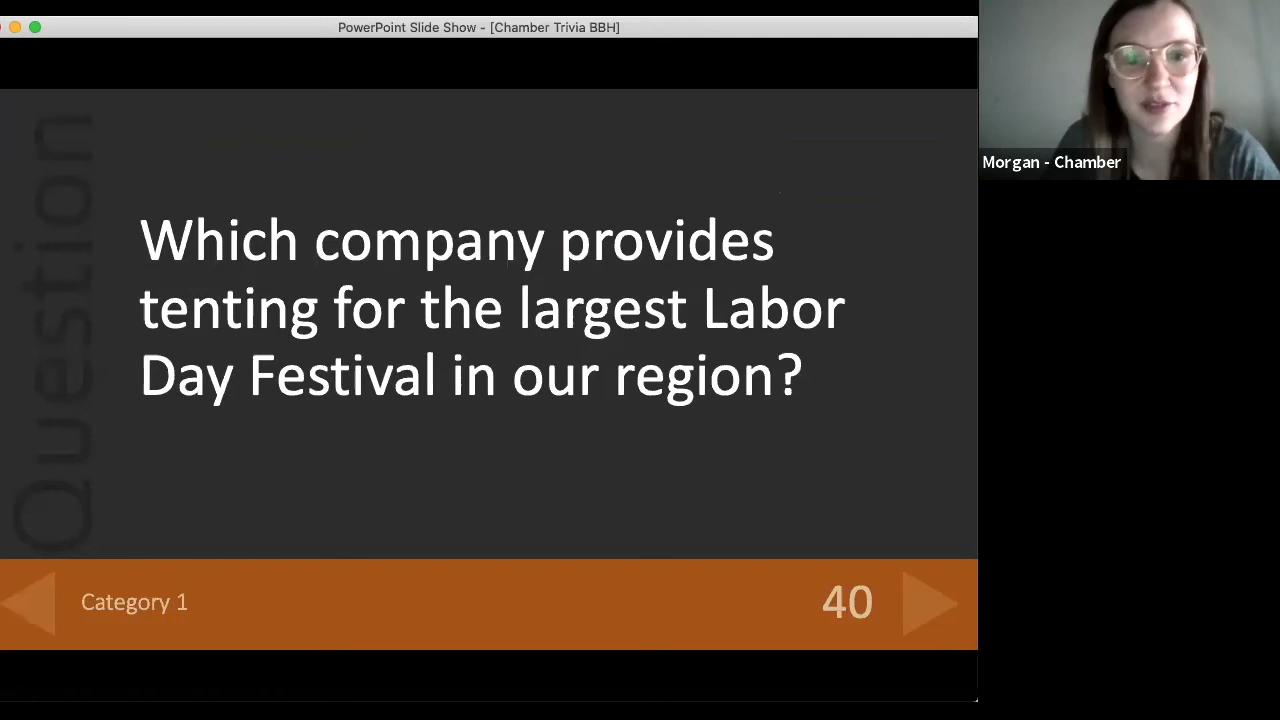 PowerPoint Slide Show - [Chamber Trivia BBH]
Morgan - Chamber
Question
Which company provides
tenting for the largest Labor
Day Festival in our region?
Category 1
40